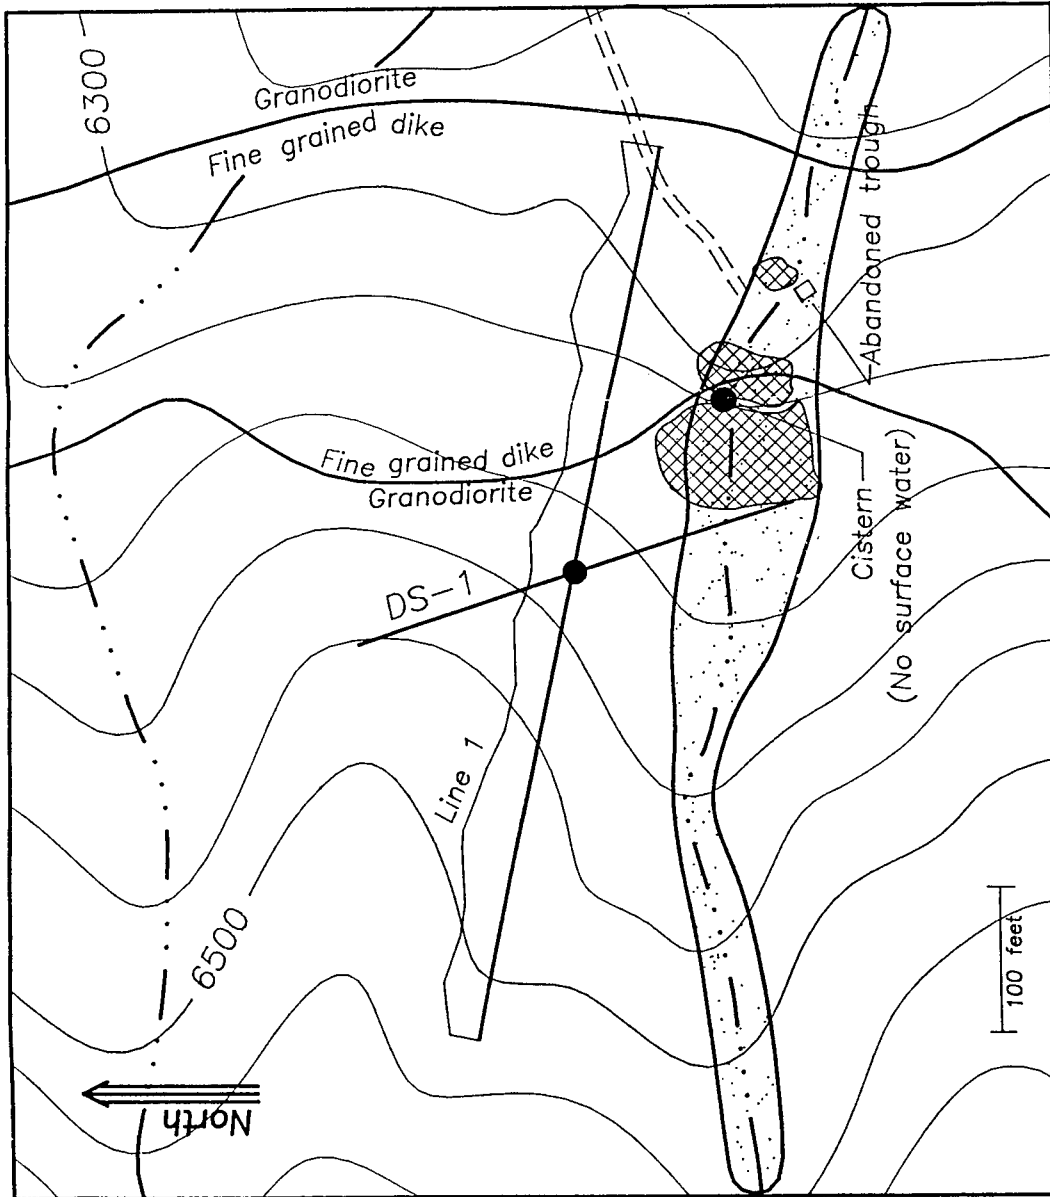 6300
Granodiorite
Fine grained dike
Abandoned trough
Fine grained dike
Granodiorite
Cistern
(No surface water)
DS-1
Line 1
6500
100 feet
North